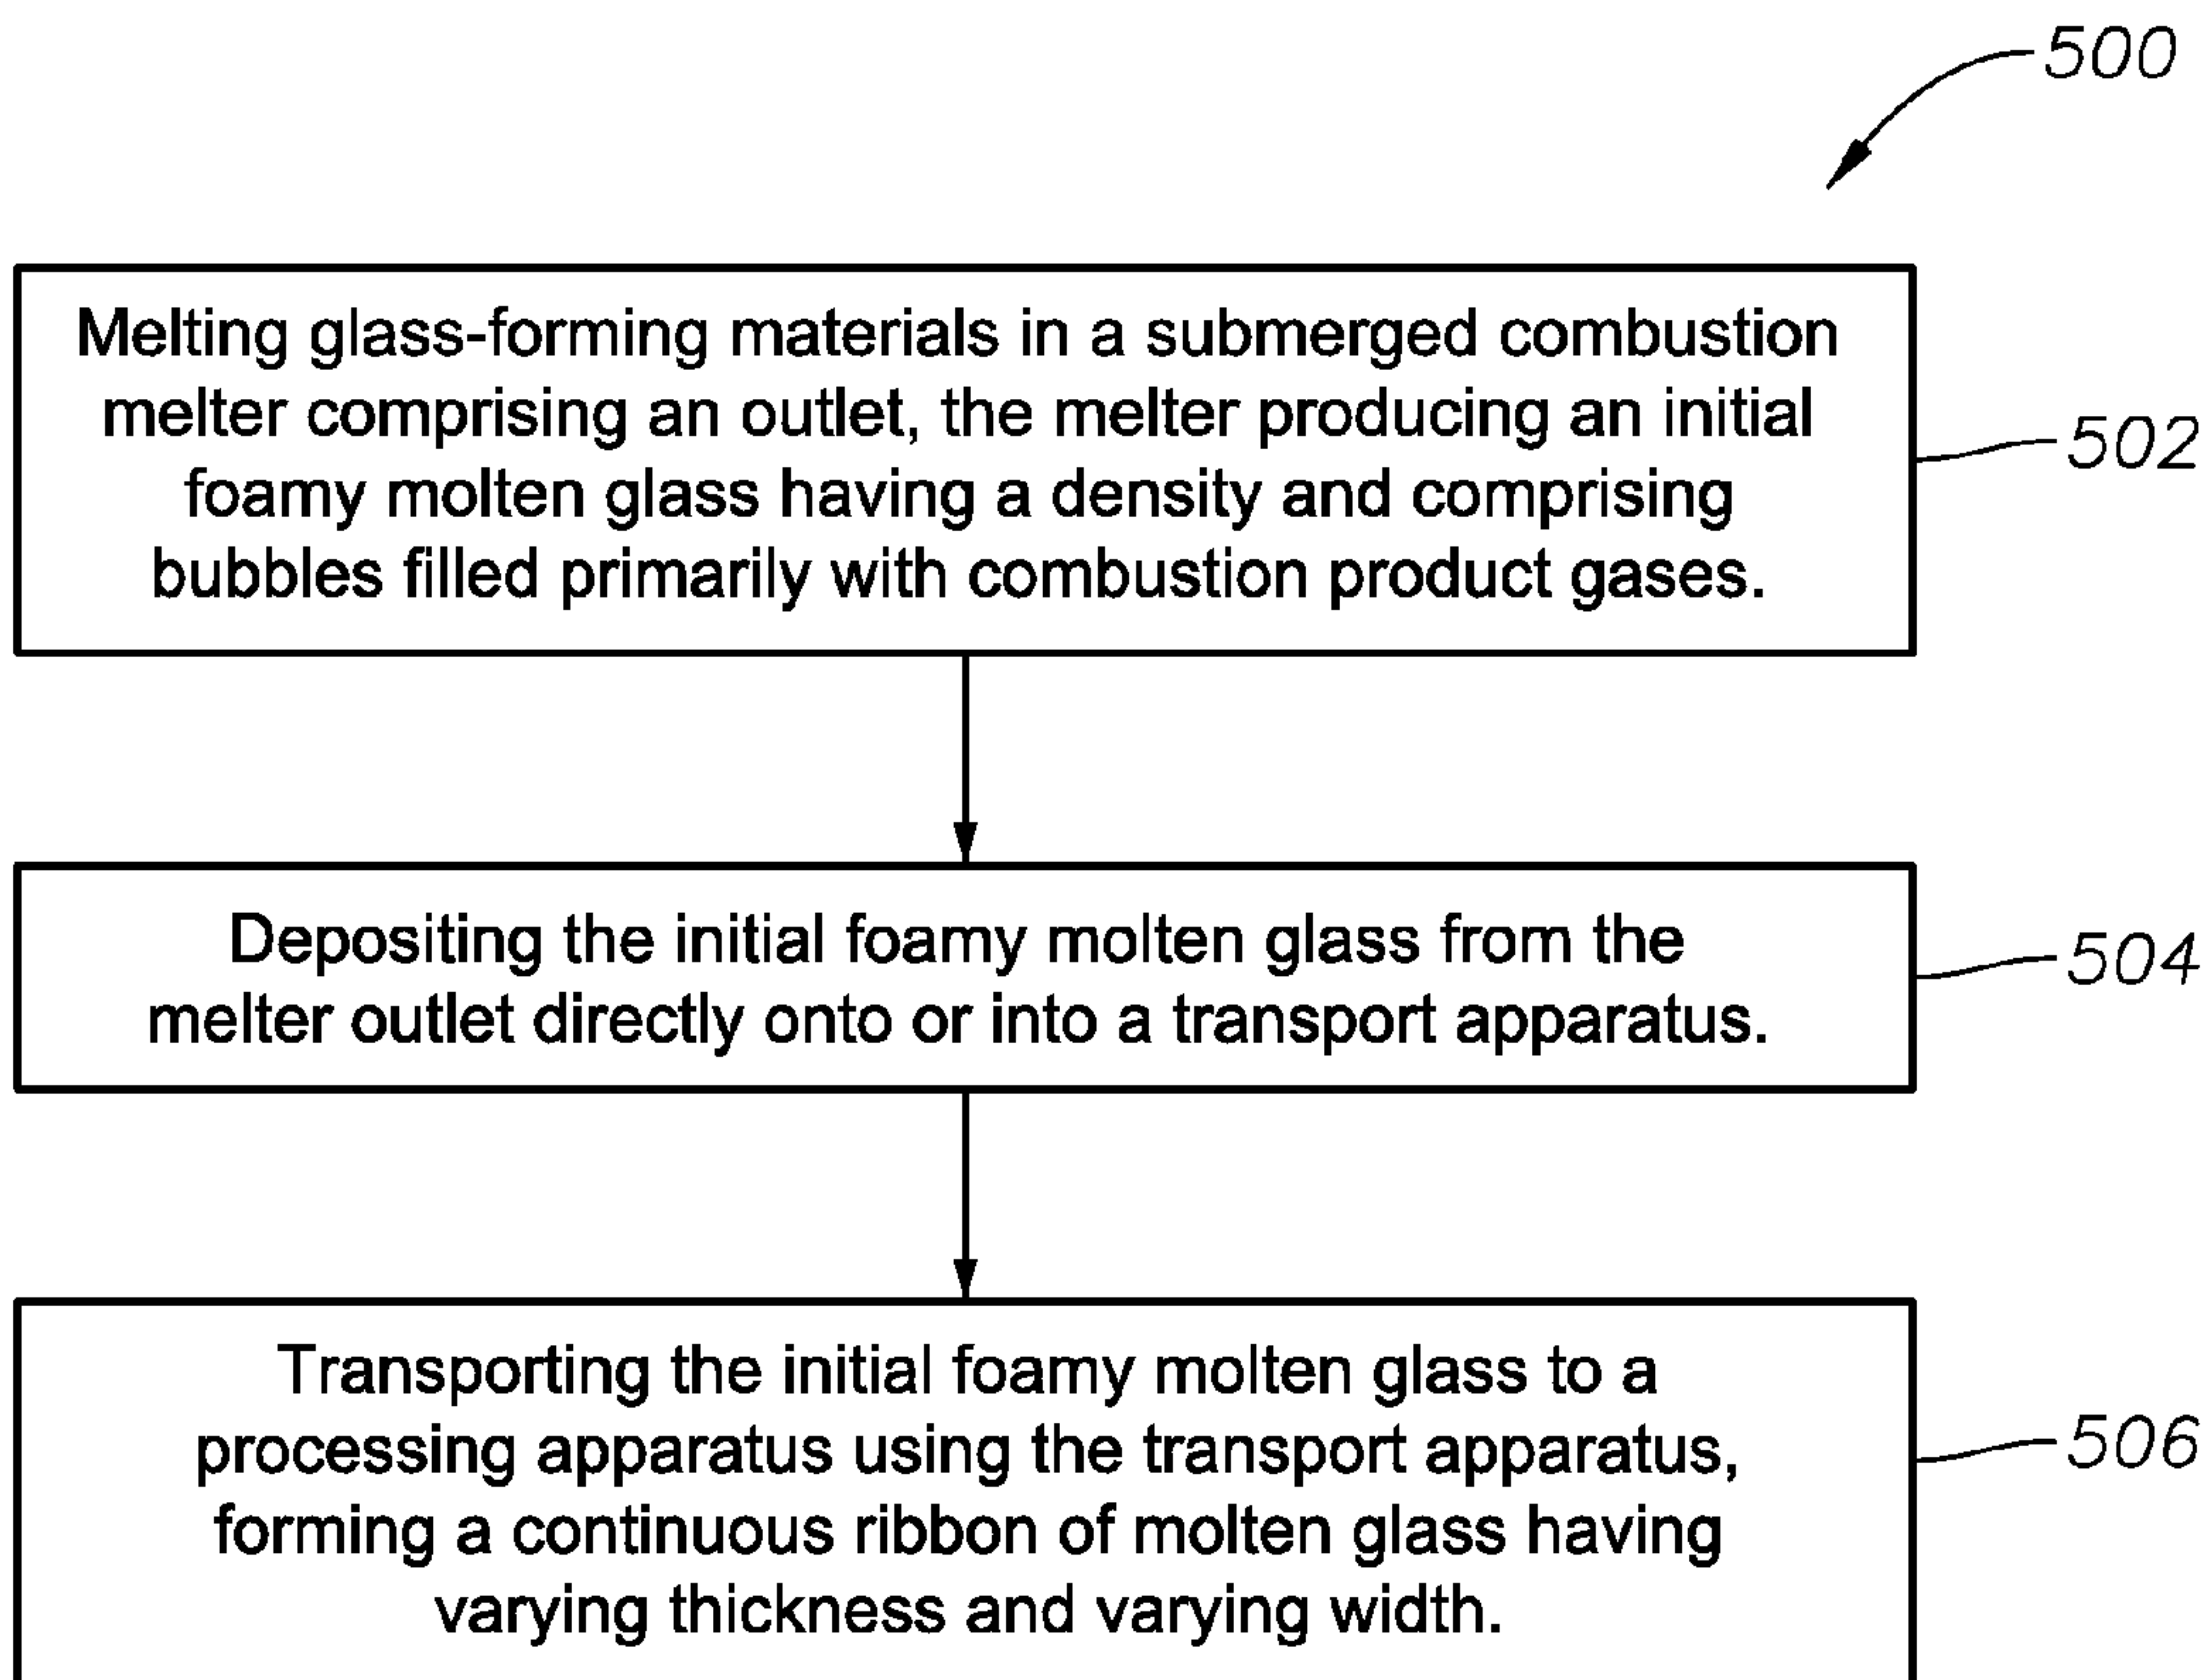 500
Melting glass-forming materials in a submerged combustion
melter comprising an outlet, the melter producing an initial
foamy molten glass having a density and comprising
bubbles filled primarily with combustion product gases.
502
Depositing the initial foamy molten glass from the
melter outlet directly onto or into a transport apparatus.
504
Transporting the initial foamy molten glass to a
processing apparatus using the transport apparatus,
forming a continuous ribbon of molten glass having
varying thickness and varying width.
506